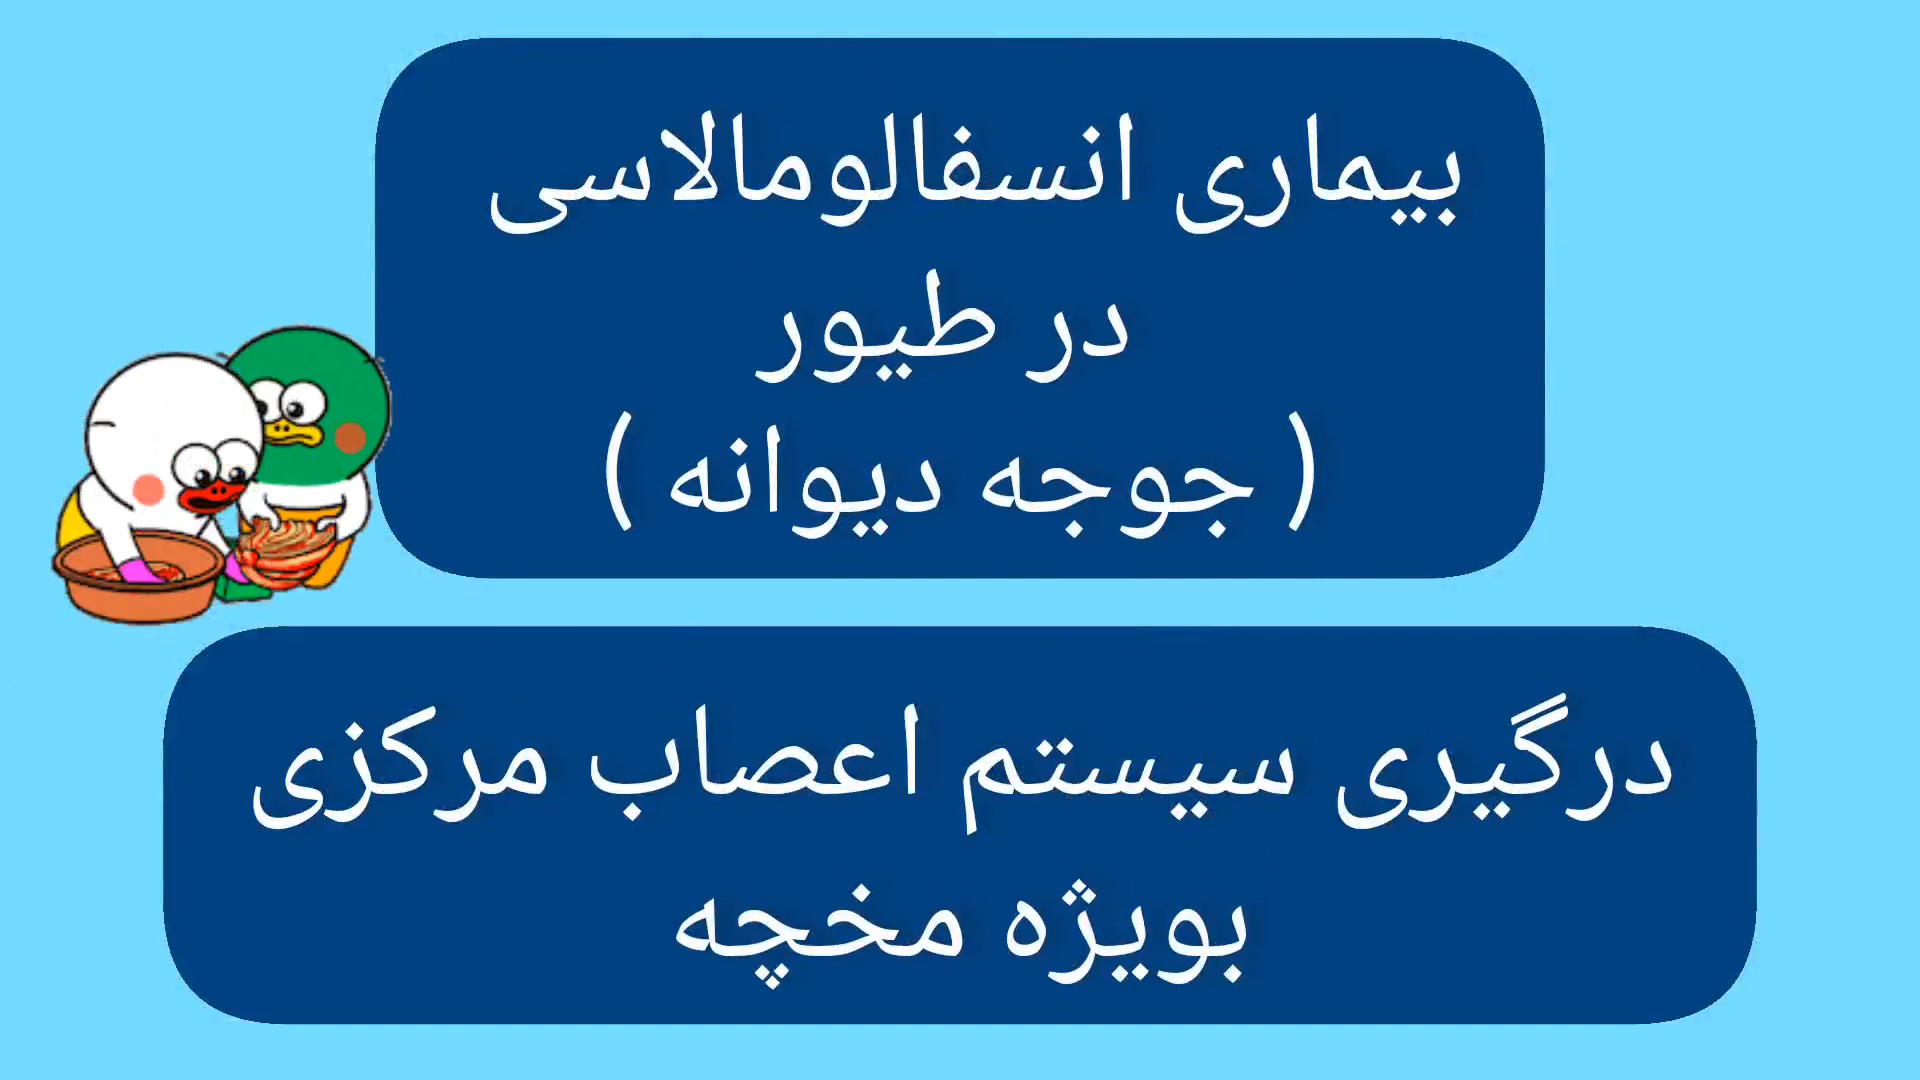 بیماری انسفالومالاسی
در طیور
( جوجه دیوانه )
درگیری سیستم اعصاب مرکزی
بویژه مخچه